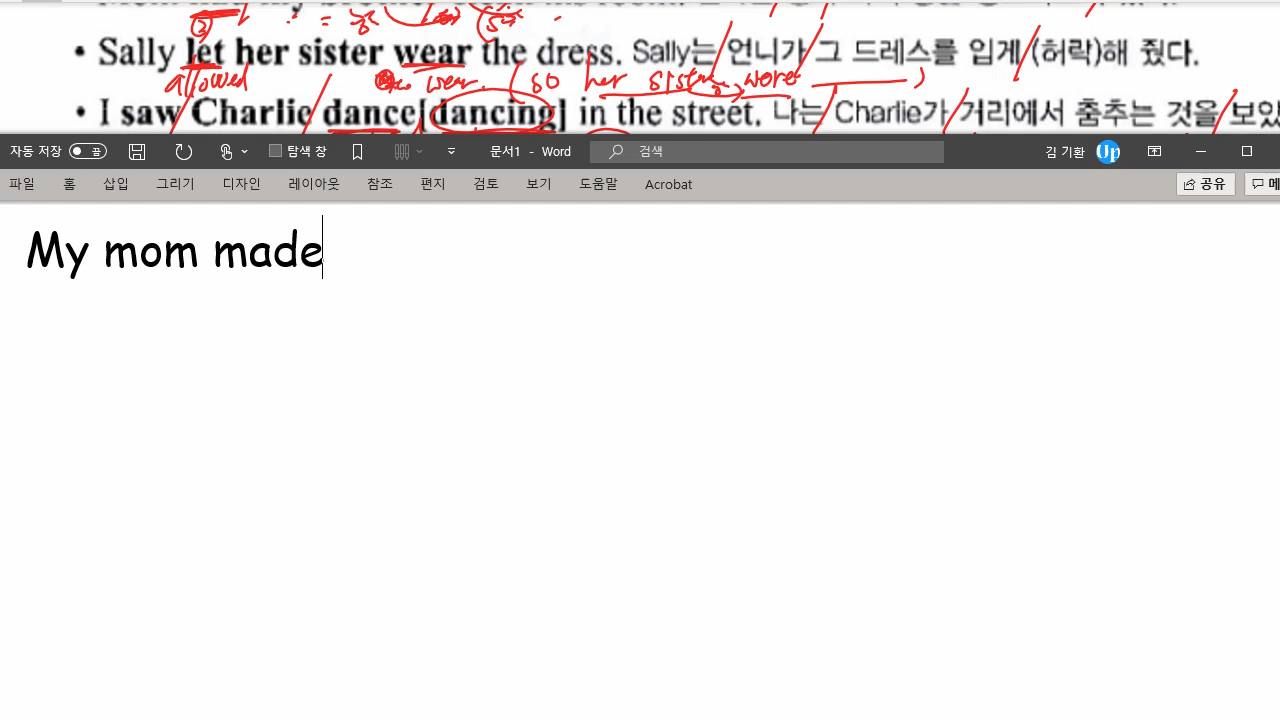 • Sally let her sister wear the dress. Sally는 언니가 그 드레스를 입게 (허락)해 줬다.
allowed wear. (so her sister wore )
• I saw Charlie dance[dancing] in the street. 나는 Charlie가 거리에서 춤추는 것을 보았
자동 저장 끔 탐색 창 문서1 - Word 검색 김 기환 Up
파일 홈 삽입 그리기 디자인 레이아웃 참조 편지 검토 보기 도움말 Acrobat 공유 메
My mom made